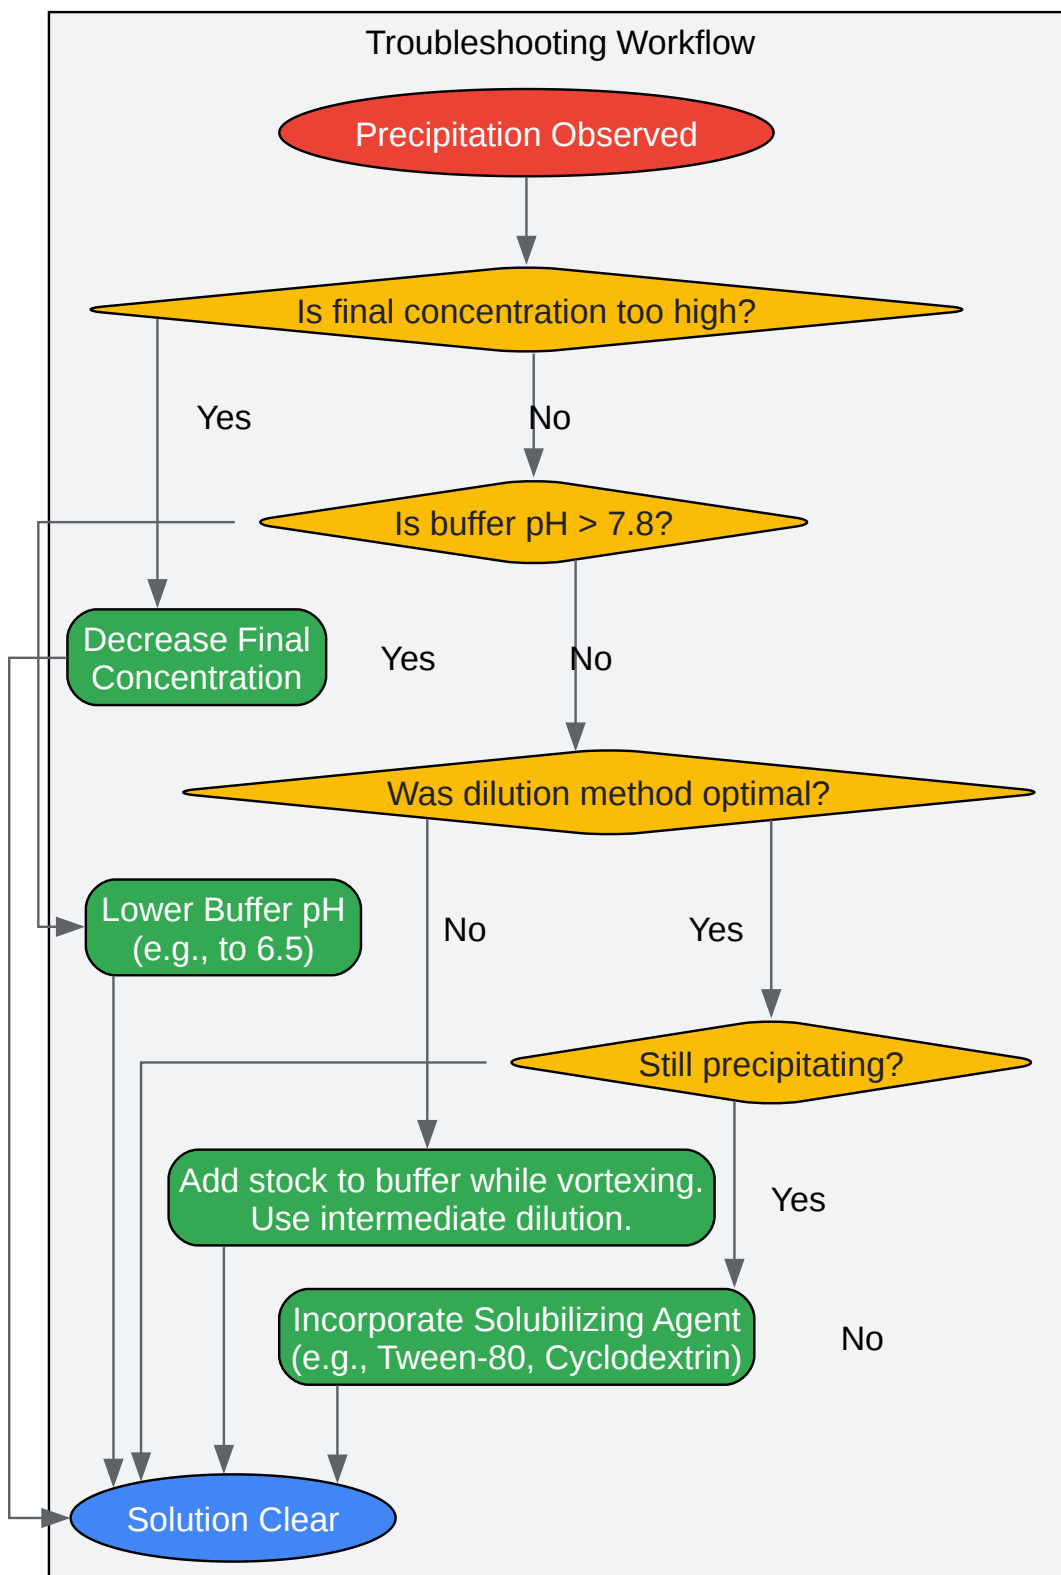 Troubleshooting Workflow
Precipitation Observed
Is final concentration too high?
Yes
No
Is buffer pH > 7.8?
Decrease Final
Concentration
Yes
No
Was dilution method optimal?
Lower Buffer pH
(e.g., to 6.5)
No
Yes
Still precipitating?
Add stock to buffer while vortexing.
Use intermediate dilution.
Yes
Incorporate Solubilizing Agent
(e.g., Tween-80, Cyclodextrin)
No
Solution Clear